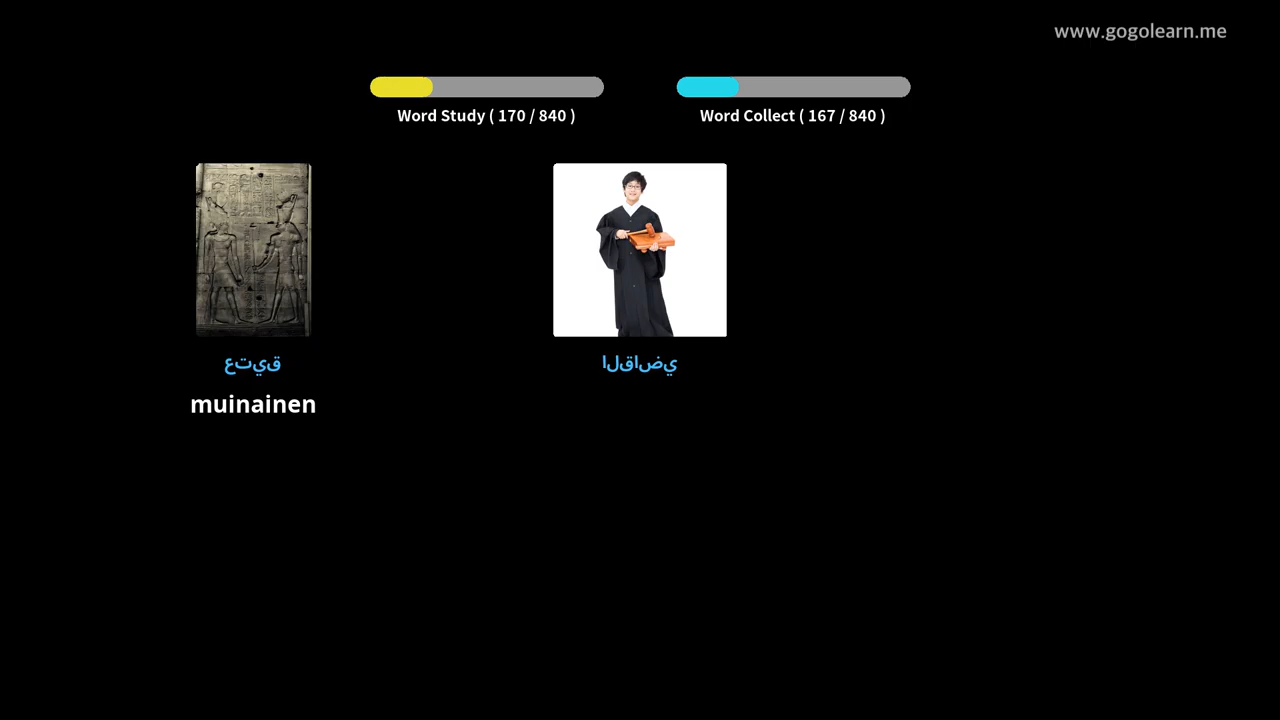 www.gogolearn.me
Word Study ( 170 / 840 )
Word Collect ( 167 / 840 )
عتيق
القاضي
muinainen